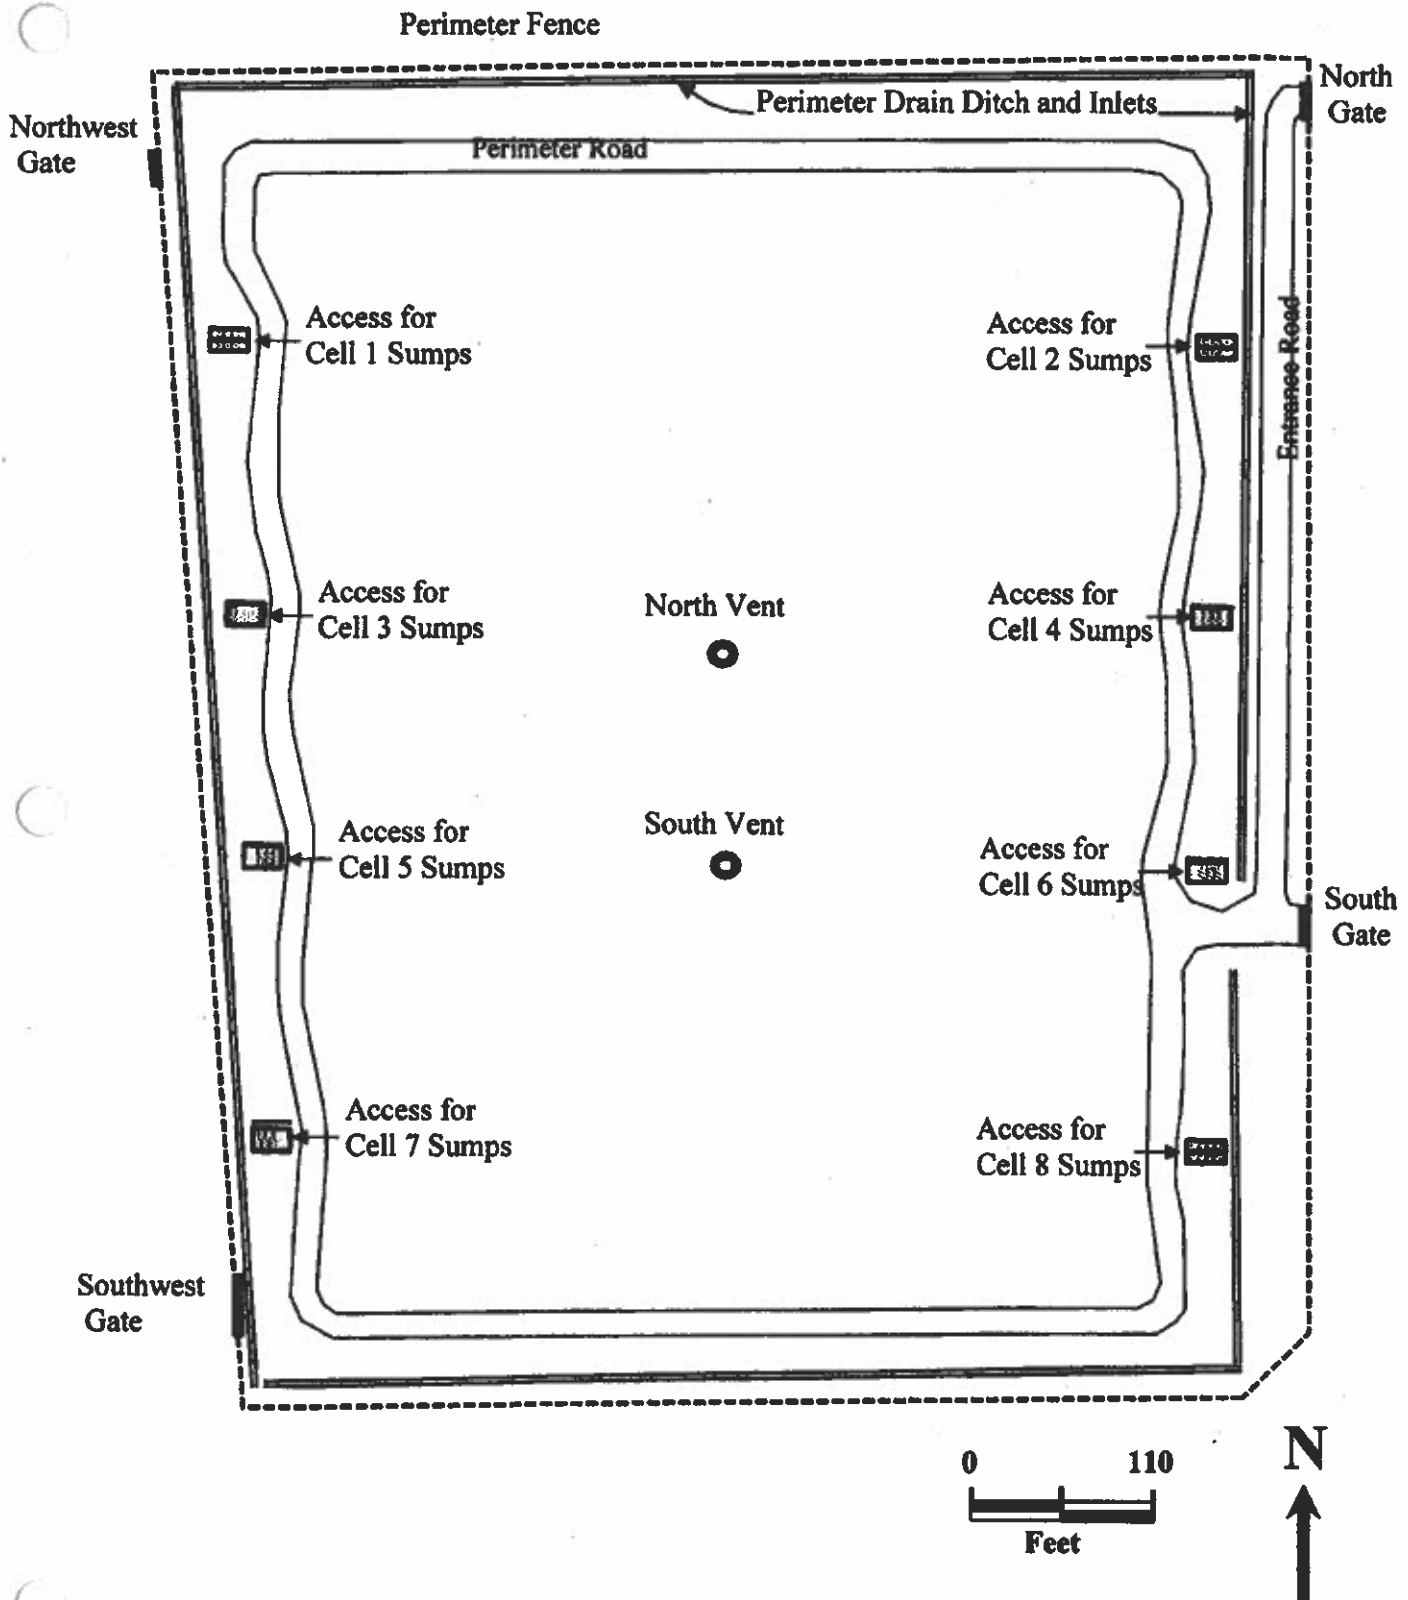 Perimeter Fence
North
Gate
Perimeter Drain Ditch and Inlets
Northwest
Gate
Perimeter Road
Access for
Cell 1 Sumps
Access for
Cell 2 Sumps
Entrance Road
Access for
Cell 3 Sumps
North Vent
Access for
Cell 4 Sumps
Access for
Cell 5 Sumps
South Vent
Access for
Cell 6 Sumps
South
Gate
Access for
Cell 7 Sumps
Access for
Cell 8 Sumps
Southwest
Gate
0 110
Feet
N